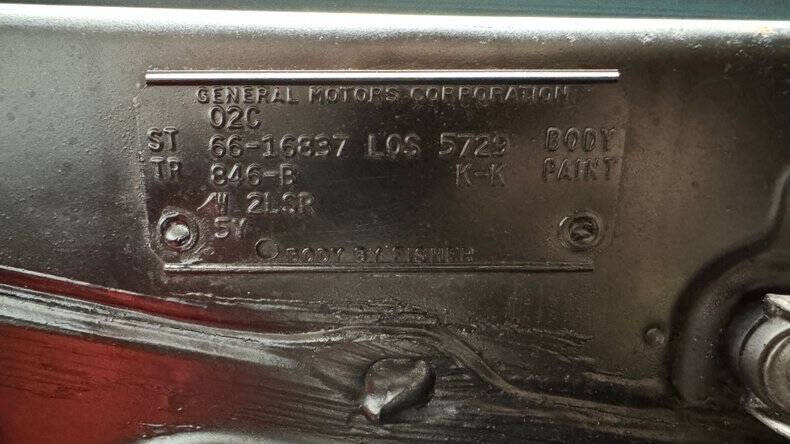 GENERAL MOTORS CORPORATION
02C
ST 66-16837 LOS 5729 BODY
TR 846-B K-K PAINT
W 2LSR
5Y
BODY BY FISHER